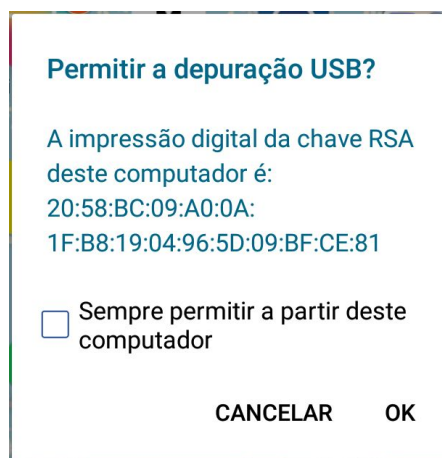 Permitir a depuração USB?
A impressão digital da chave RSA
deste computador é:
20:58:BC:09:A0:0A:
1F:B8:19:04:96:5D:09:BF:CE:81
Sempre permitir a partir deste
computador
CANCELAR OK